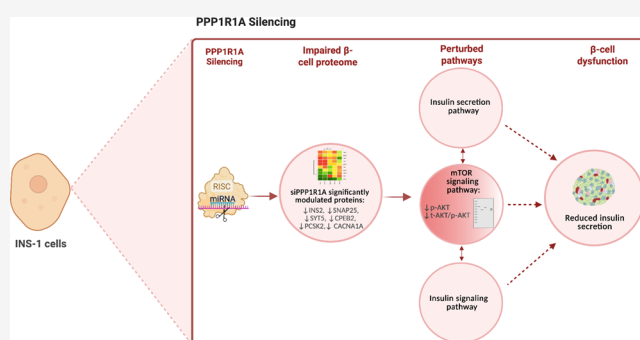 PPP1R1A Silencing
PPP1R1A
Silencing
Impaired β-
cell proteome
Perturbed
pathways
β-cell
dysfunction
INS-1 cells
RISC
miRNA
siPPP1R1A significantly
modulated proteins:
↓INS2, ↓SNAP25,
↓SYT5, ↓CPEB2,
↓PCSK2, ↓ CACNA1A
Insulin secretion
pathway
mTOR
signaling
pathway:
↓p-AKT
↓t-AKT/p-AKT
Insulin signaling
pathway
Reduced insulin
secretion